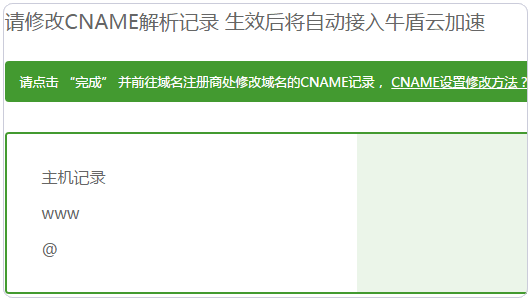 请修改CNAME解析记录 生效后将自动接入牛盾云加速
请点击 “完成” 并前往域名注册商处修改域名的CNAME记录， CNAME设置修改方法？
主机记录
www
@